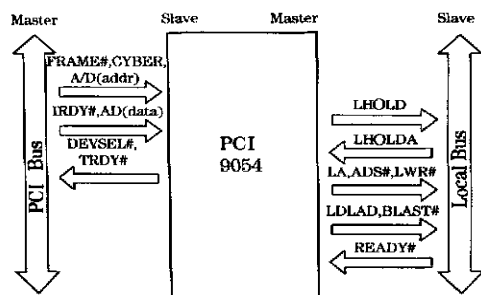 Master
Slave
Master
Slave
FRAME#,CYBER,
A/D(addr)
IRDY#,AD(data)
DEVSEL#,
TRDY#
PCI Bus
PCI
9054
LHOLD
LHOLDA
LA,ADS#,LWR#
LDLAD,BLAST#
READY#
Local Bus